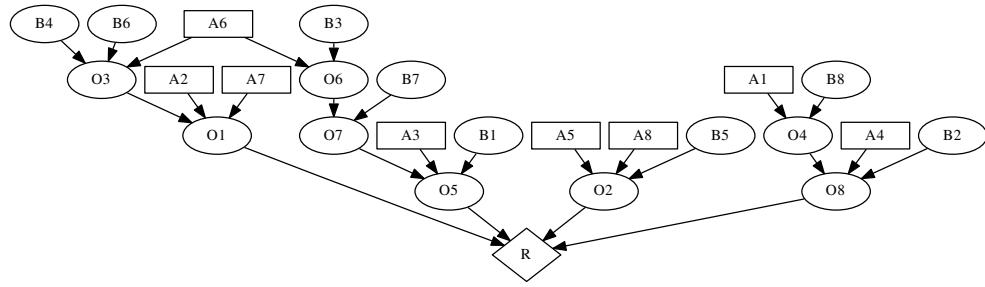 B4 B6 A6 B3
O3 A2 A7 O6 B7 A1 B8
O1 O7 A3 B1 A5 A8 B5 O4 A4 B2
O5 O2 O8
R